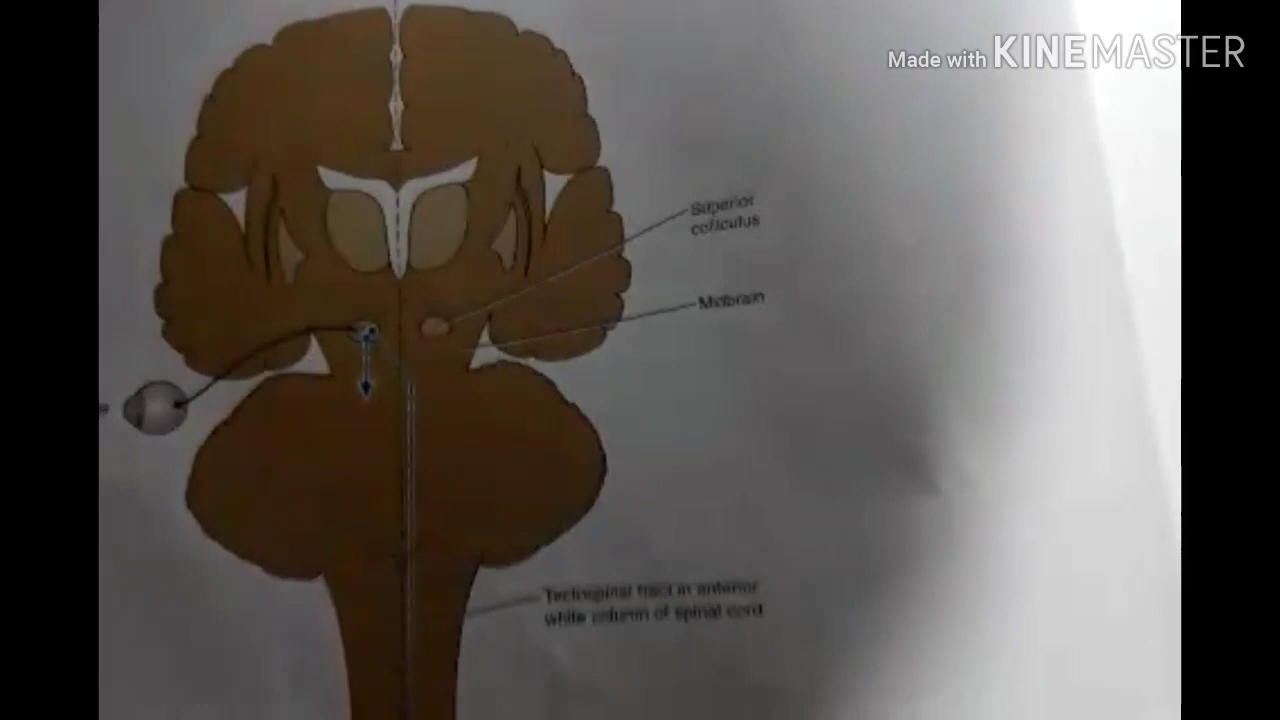 Made with KINEMASTER
Superior
colliculus
Midbrain
Tectospinal tract in anterior
white column of spinal cord